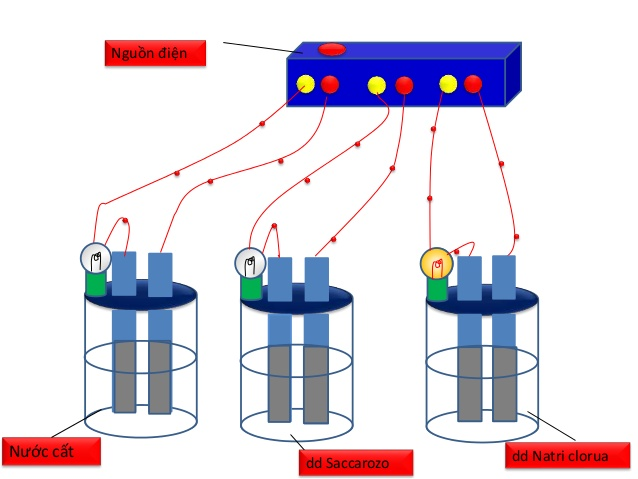 Nguồn điện
Nước cất
dd Saccarozo
dd Natri clorua